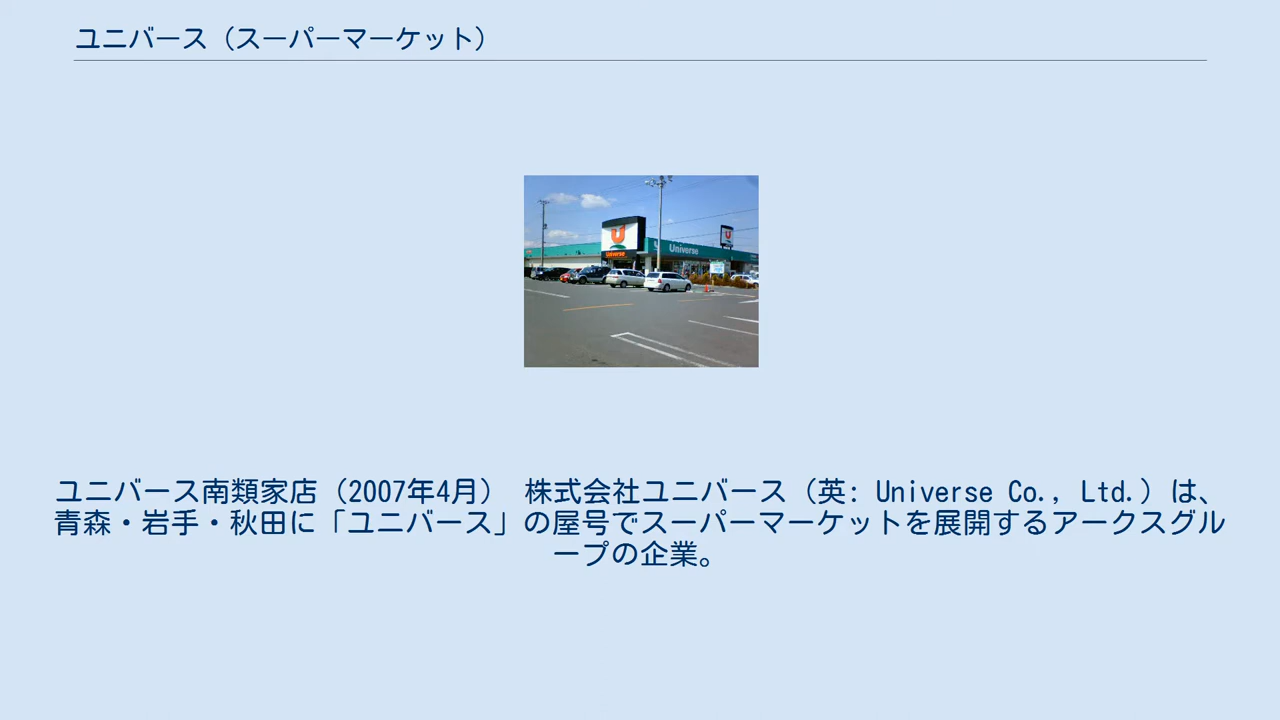 ユニバース（スーパーマーケット）
U
Universe
Universe
ユニバース南類家店（2007年4月） 株式会社ユニバース（英: Universe Co., Ltd.）は、
青森・岩手・秋田に「ユニバース」の屋号でスーパーマーケットを展開するアークスグル
ープの企業。